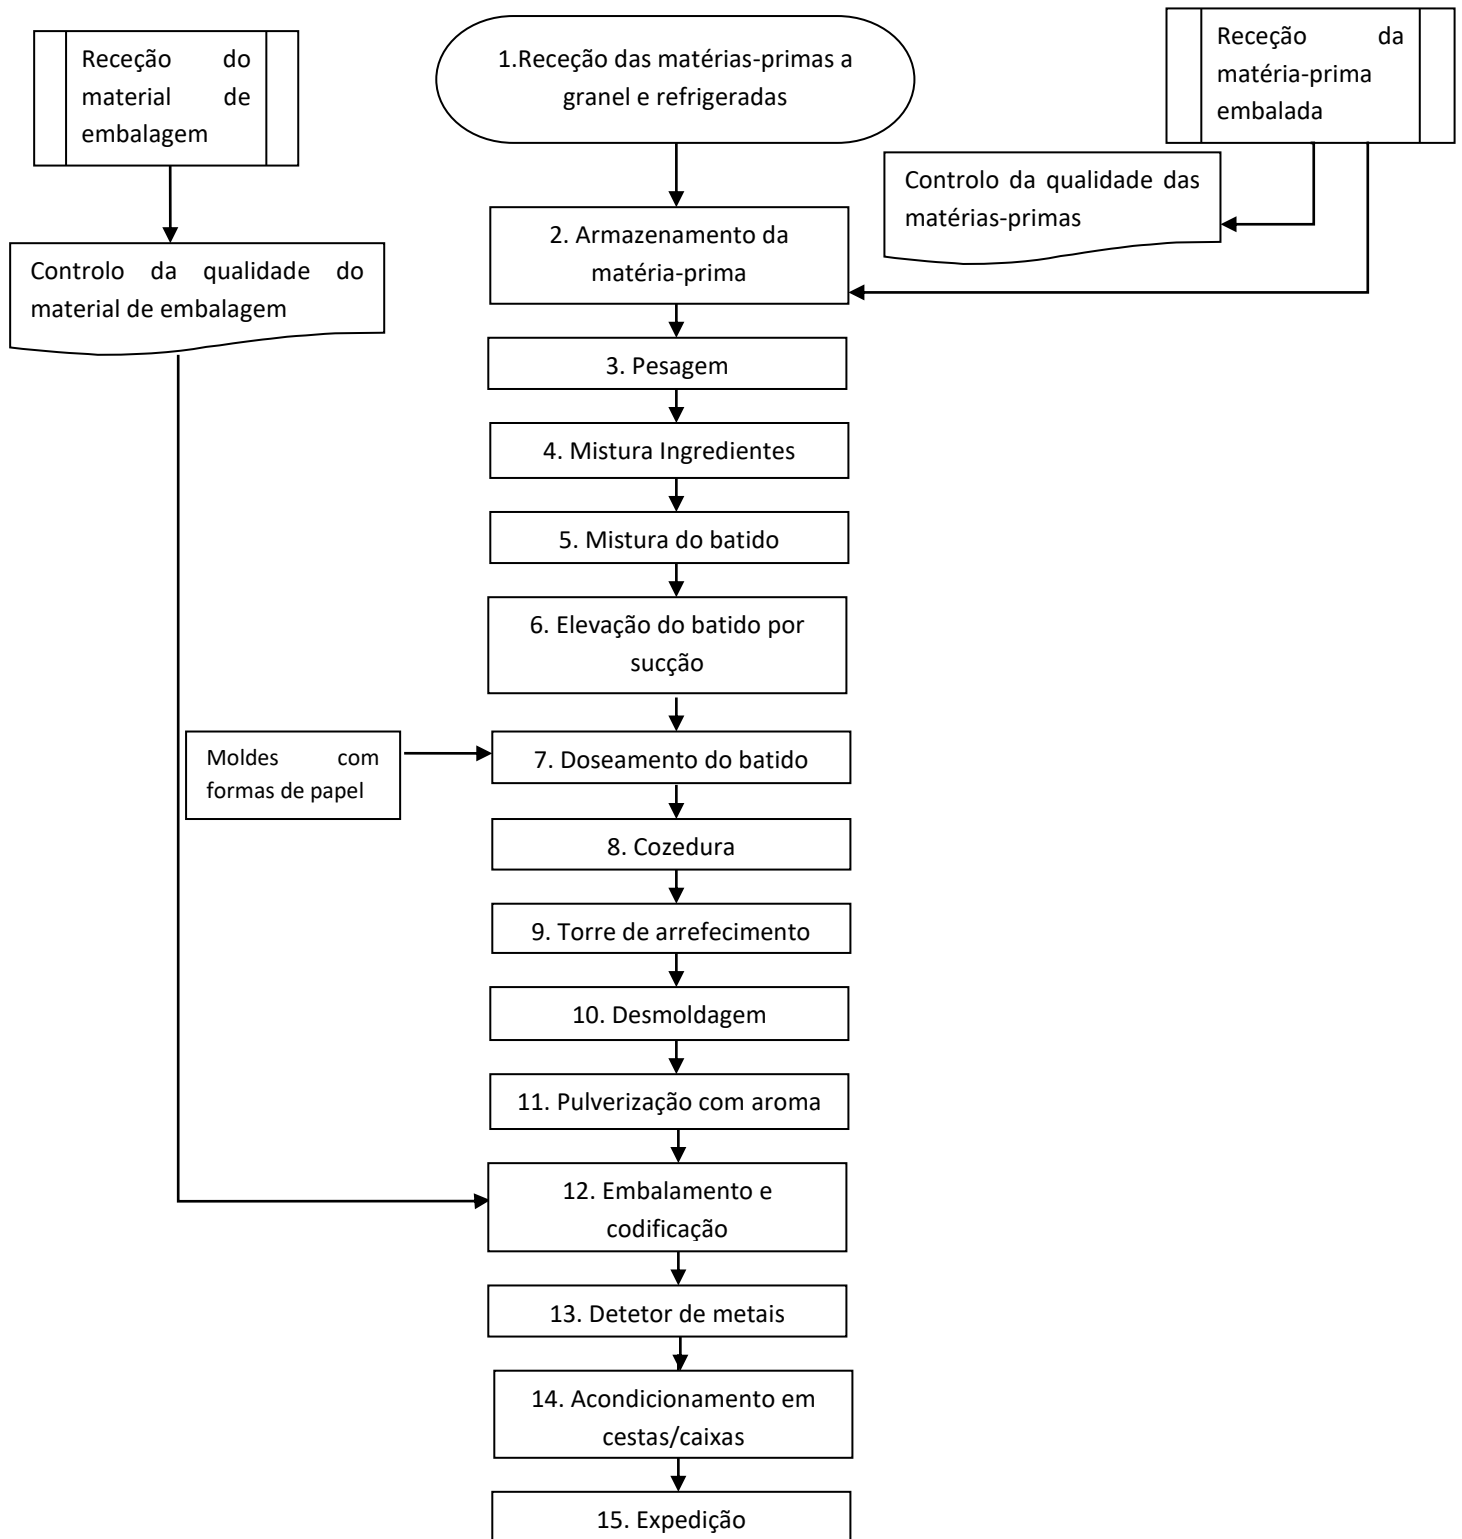 Receção do
material de
embalagem
1.Receção das matérias-primas a
granel e refrigeradas
Receção da
matéria-prima
embalada
Controlo da qualidade das
matérias-primas
2. Armazenamento da
matéria-prima
Controlo da qualidade do
material de embalagem
3. Pesagem
4. Mistura Ingredientes
5. Mistura do batido
6. Elevação do batido por
sucção
Moldes com
formas de papel
7. Doseamento do batido
8. Cozedura
9. Torre de arrefecimento
10. Desmoldagem
11. Pulverização com aroma
12. Embalamento e
codificação
13. Detetor de metais
14. Acondicionamento em
cestas/caixas
15. Expedição